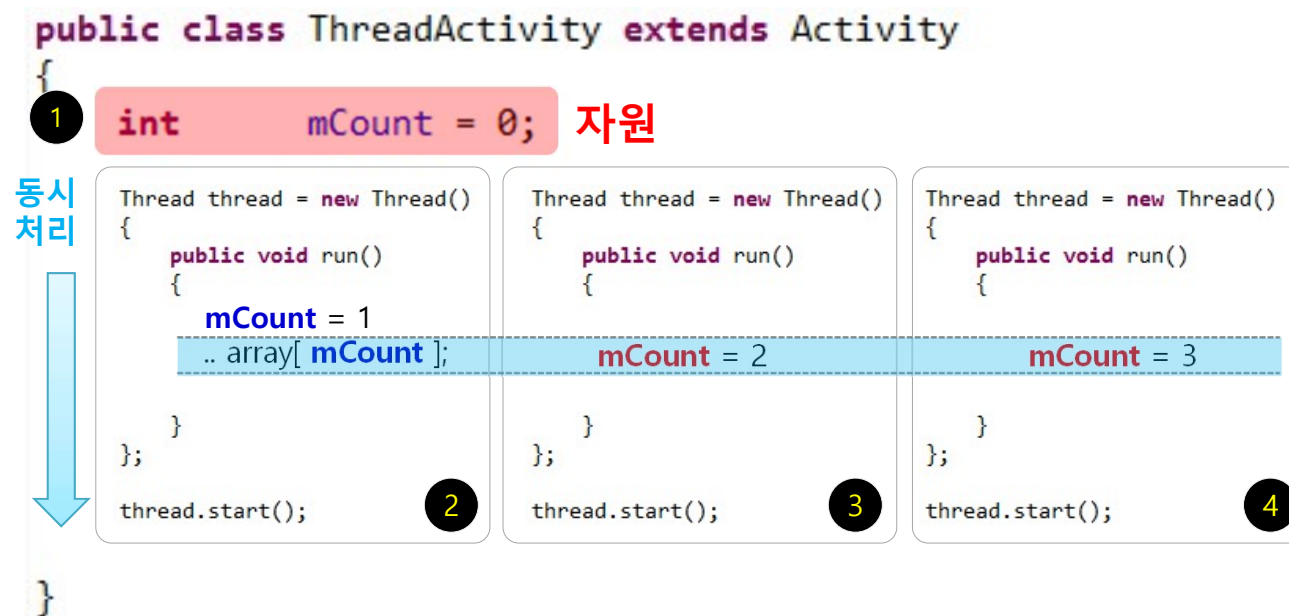 public class ThreadActivity extends Activity
{
1
int mCount = 0; 자원
동시
처리
Thread thread = new Thread()
{
public void run()
{
mCount = 1
.. array[ mCount ];
}
};
thread.start();
2
Thread thread = new Thread()
{
public void run()
{
mCount = 2
}
};
thread.start();
3
Thread thread = new Thread()
{
public void run()
{
mCount = 3
}
};
thread.start();
4
}